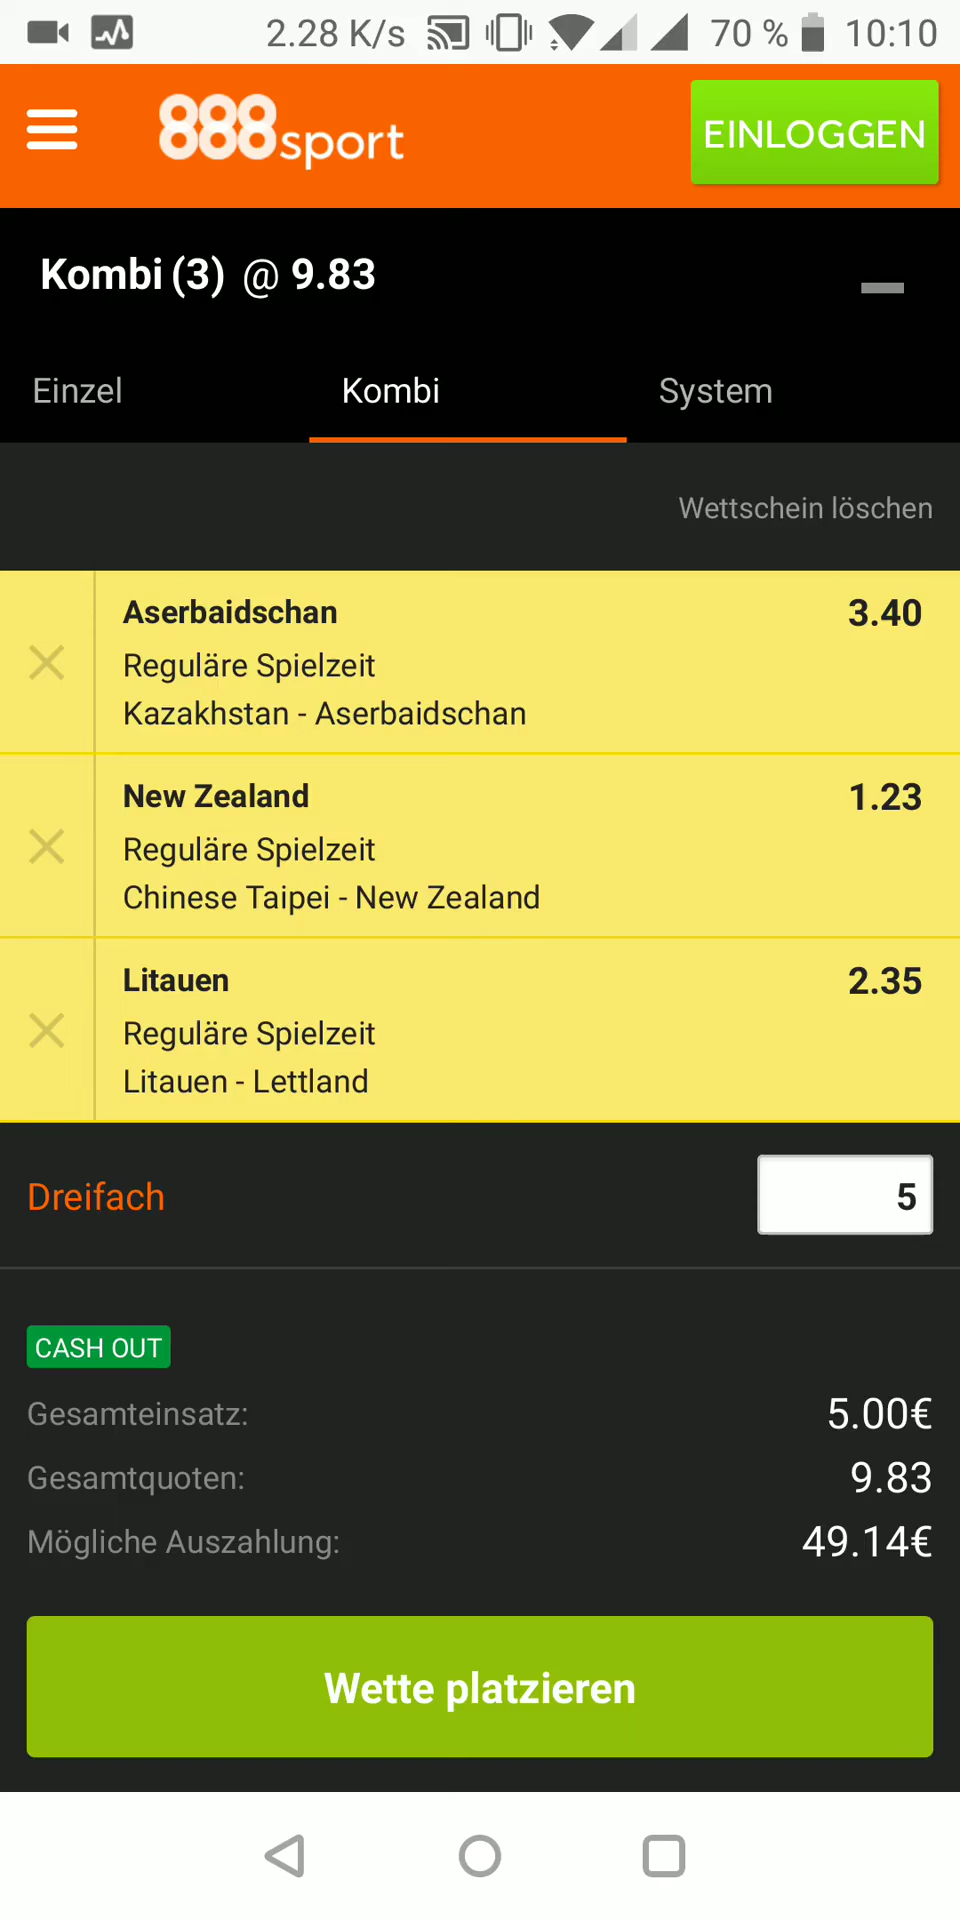 2.28 K/s 70 % 10:10
888sport EINLOGGEN
Kombi (3) @ 9.83
Einzel Kombi System
Wettschein löschen
Aserbaidschan 3.40
Reguläre Spielzeit
Kazakhstan - Aserbaidschan
New Zealand 1.23
Reguläre Spielzeit
Chinese Taipei - New Zealand
Litauen 2.35
Reguläre Spielzeit
Litauen - Lettland
Dreifach 5
CASH OUT
Gesamteinsatz: 5.00€
Gesamtquoten: 9.83
Mögliche Auszahlung: 49.14€
Wette platzieren